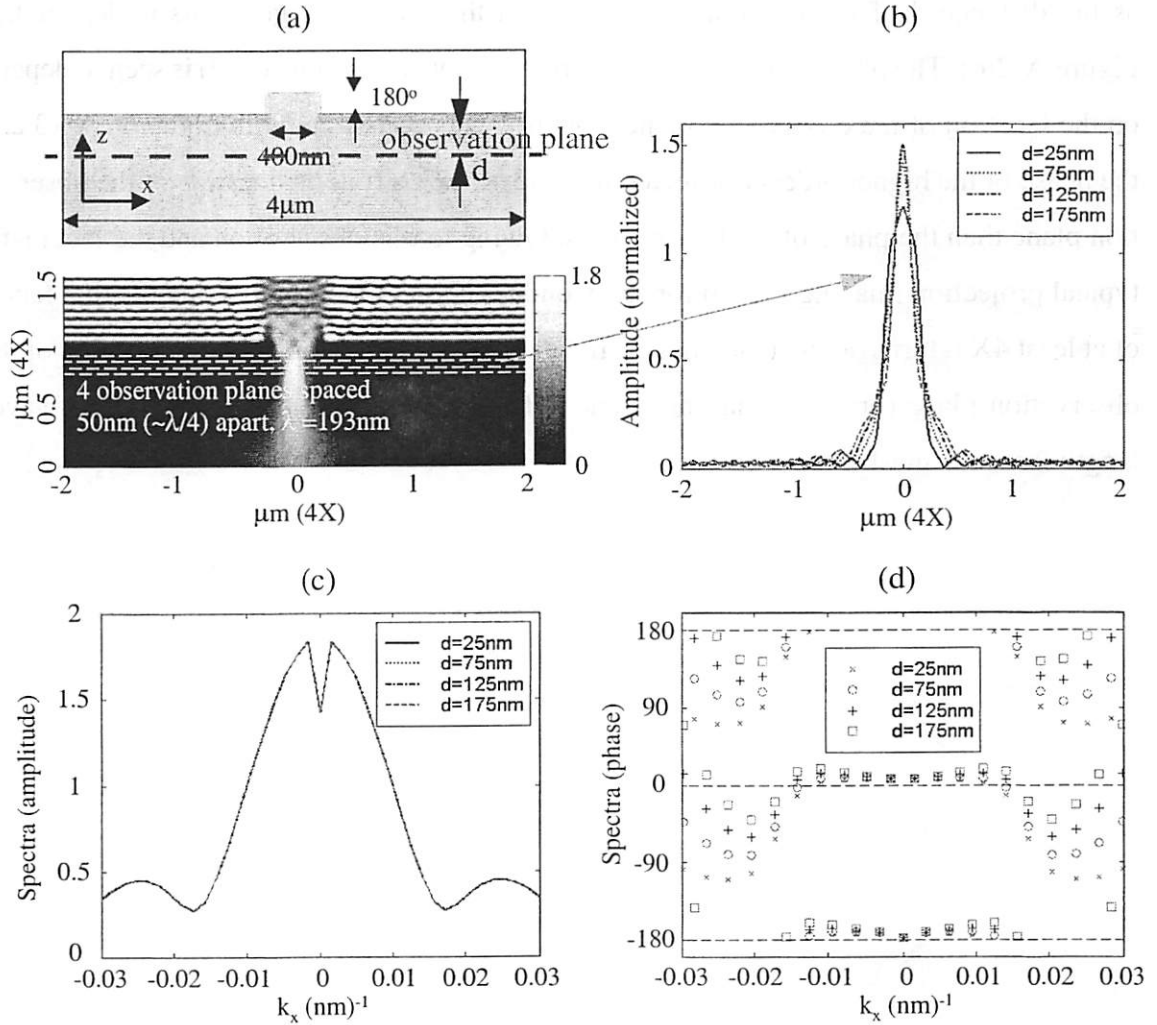 (a)
180º
z
observation plane
400nm
d
x
4µm
1.5
1
0.5
0
µm (4X)
4 observation planes spaced
50nm (~λ/4) apart, λ=193nm
1.8
0
-2
-1
0
1
2
µm (4X)
(b)
d=25nm
d=75nm
d=125nm
d=175nm
1.5
1
0.5
0
Amplitude (normalized)
-2
-1
0
1
2
µm (4X)
(c)
d=25nm
d=75nm
d=125nm
d=175nm
2
1.5
1
0.5
0
Spectra (amplitude)
-0.03
-0.02
-0.01
0
0.01
0.02
0.03
kx (nm)-1
(d)
d=25nm
d=75nm
d=125nm
d=175nm
180
90
0
-90
-180
Spectra (phase)
-0.03
-0.02
-0.01
0
0.01
0.02
0.03
kx (nm)-1